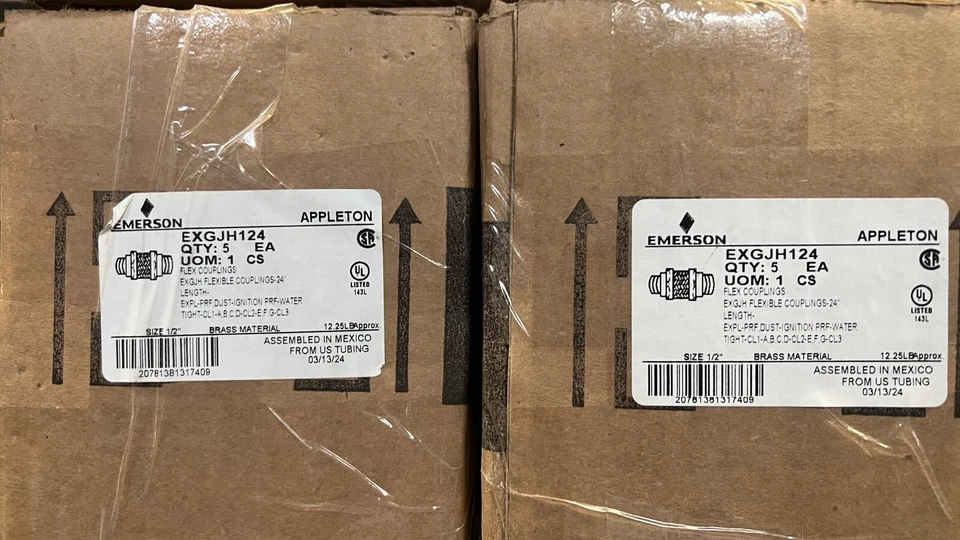 EMERSON
APPLETON
EXGJH124
QTY: 5 EA
UOM: 1 CS
FLEX COUPLINGS
EXGJH FLEXIBLE COUPLINGS-24"
LENGTH-
EXPL-PRF,DUST-IGNITION PRF-WATER
TIGHT-CL1-A,B,C,D-CL2-E,F,G-CL3
UL
LISTED
143L
SIZE 1/2" BRASS MATERIAL 12.25LBApprox.
ASSEMBLED IN MEXICO
FROM US TUBING
03/13/24
20781381317409
EMERSON
APPLETON
EXGJH124
QTY: 5 EA
UOM: 1 CS
FLEX COUPLINGS
EXGJH FLEXIBLE COUPLINGS-24"
LENGTH-
EXPL-PRF,DUST-IGNITION PRF-WATER
TIGHT-CL1-A,B,C,D-CL2-E,F,G-CL3
UL
LISTED
143L
SIZE 1/2" BRASS MATERIAL 12.25LBApprox.
ASSEMBLED IN MEXICO
FROM US TUBING
03/13/24
20781381317409